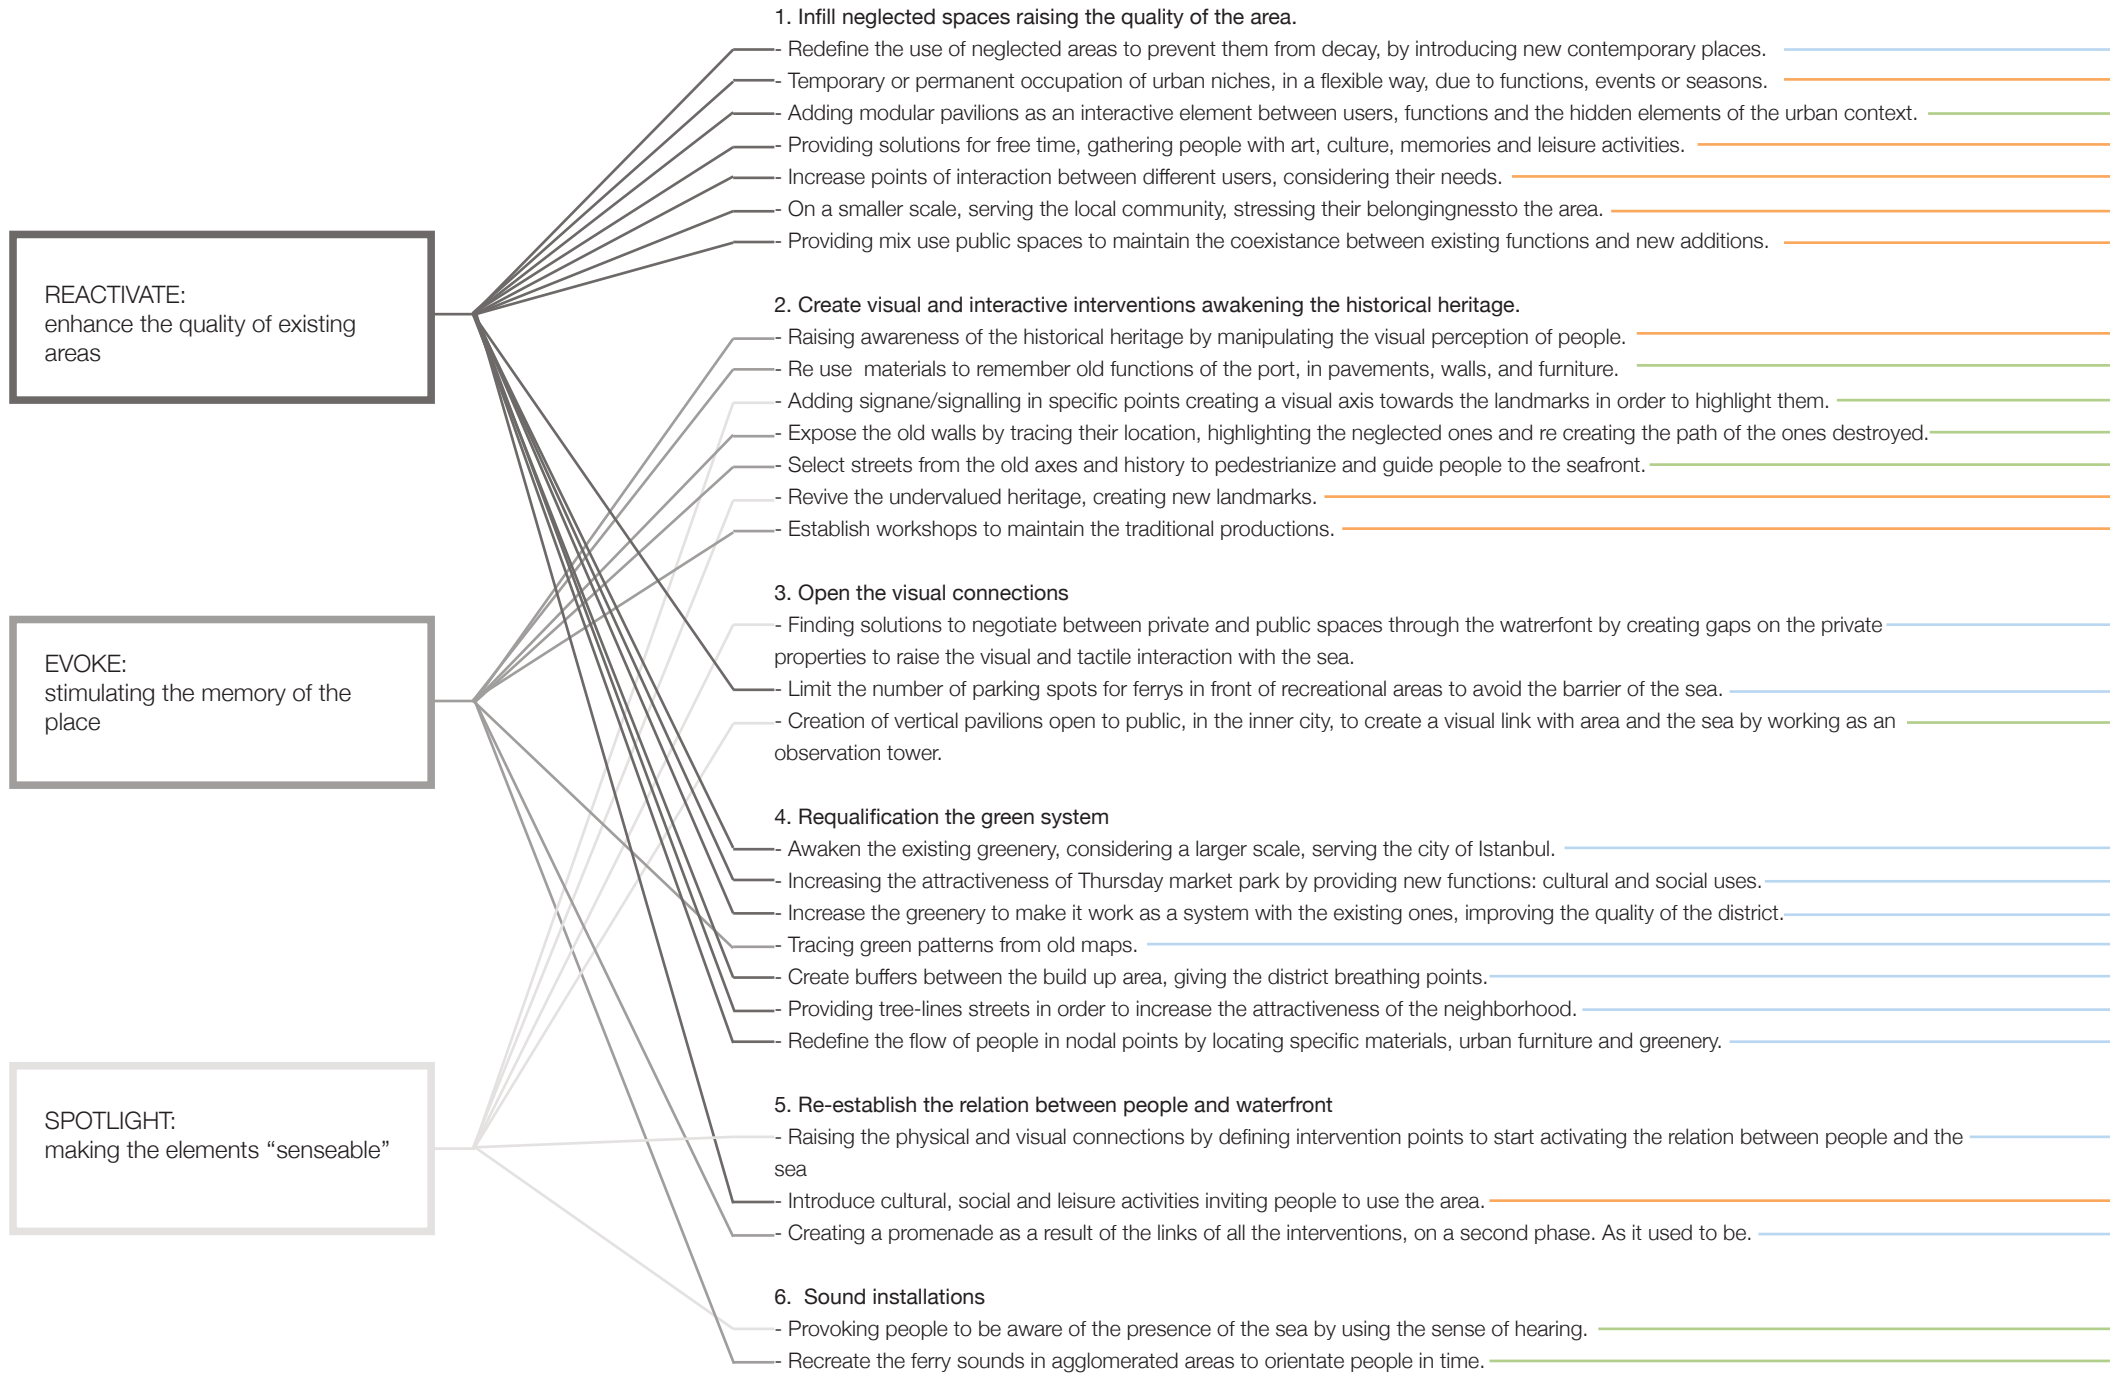 REACTIVATE:
enhance the quality of existing
areas
EVOKE:
stimulating the memory of the
place
SPOTLIGHT:
making the elements “senseable”
1. Infill neglected spaces raising the quality of the area.
- Redefine the use of neglected areas to prevent them from decay, by introducing new contemporary places.
- Temporary or permanent occupation of urban niches, in a flexible way, due to functions, events or seasons.
- Adding modular pavilions as an interactive element between users, functions and the hidden elements of the urban context.
- Providing solutions for free time, gathering people with art, culture, memories and leisure activities.
- Increase points of interaction between different users, considering their needs.
- On a smaller scale, serving the local community, stressing their belongingnessto the area.
- Providing mix use public spaces to maintain the coexistance between existing functions and new additions.
2. Create visual and interactive interventions awakening the historical heritage.
- Raising awareness of the historical heritage by manipulating the visual perception of people.
- Re use  materials to remember old functions of the port, in pavements, walls, and furniture.
- Adding signane/signalling in specific points creating a visual axis towards the landmarks in order to highlight them.
- Expose the old walls by tracing their location, highlighting the neglected ones and re creating the path of the ones destroyed.
- Select streets from the old axes and history to pedestrianize and guide people to the seafront.
- Revive the undervalued heritage, creating new landmarks.
- Establish workshops to maintain the traditional productions.
3. Open the visual connections
- Finding solutions to negotiate between private and public spaces through the watrerfont by creating gaps on the private
properties to raise the visual and tactile interaction with the sea.
- Limit the number of parking spots for ferrys in front of recreational areas to avoid the barrier of the sea.
- Creation of vertical pavilions open to public, in the inner city, to create a visual link with area and the sea by working as an
observation tower.
4. Requalification the green system
- Awaken the existing greenery, considering a larger scale, serving the city of Istanbul.
- Increasing the attractiveness of Thursday market park by providing new functions: cultural and social uses.
- Increase the greenery to make it work as a system with the existing ones, improving the quality of the district.
- Tracing green patterns from old maps.
- Create buffers between the build up area, giving the district breathing points.
- Providing tree-lines streets in order to increase the attractiveness of the neighborhood.
- Redefine the flow of people in nodal points by locating specific materials, urban furniture and greenery.
5. Re-establish the relation between people and waterfront
- Raising the physical and visual connections by defining intervention points to start activating the relation between people and the
sea
- Introduce cultural, social and leisure activities inviting people to use the area.
- Creating a promenade as a result of the links of all the interventions, on a second phase. As it used to be.
6.  Sound installations
- Provoking people to be aware of the presence of the sea by using the sense of hearing.
- Recreate the ferry sounds in agglomerated areas to orientate people in time.